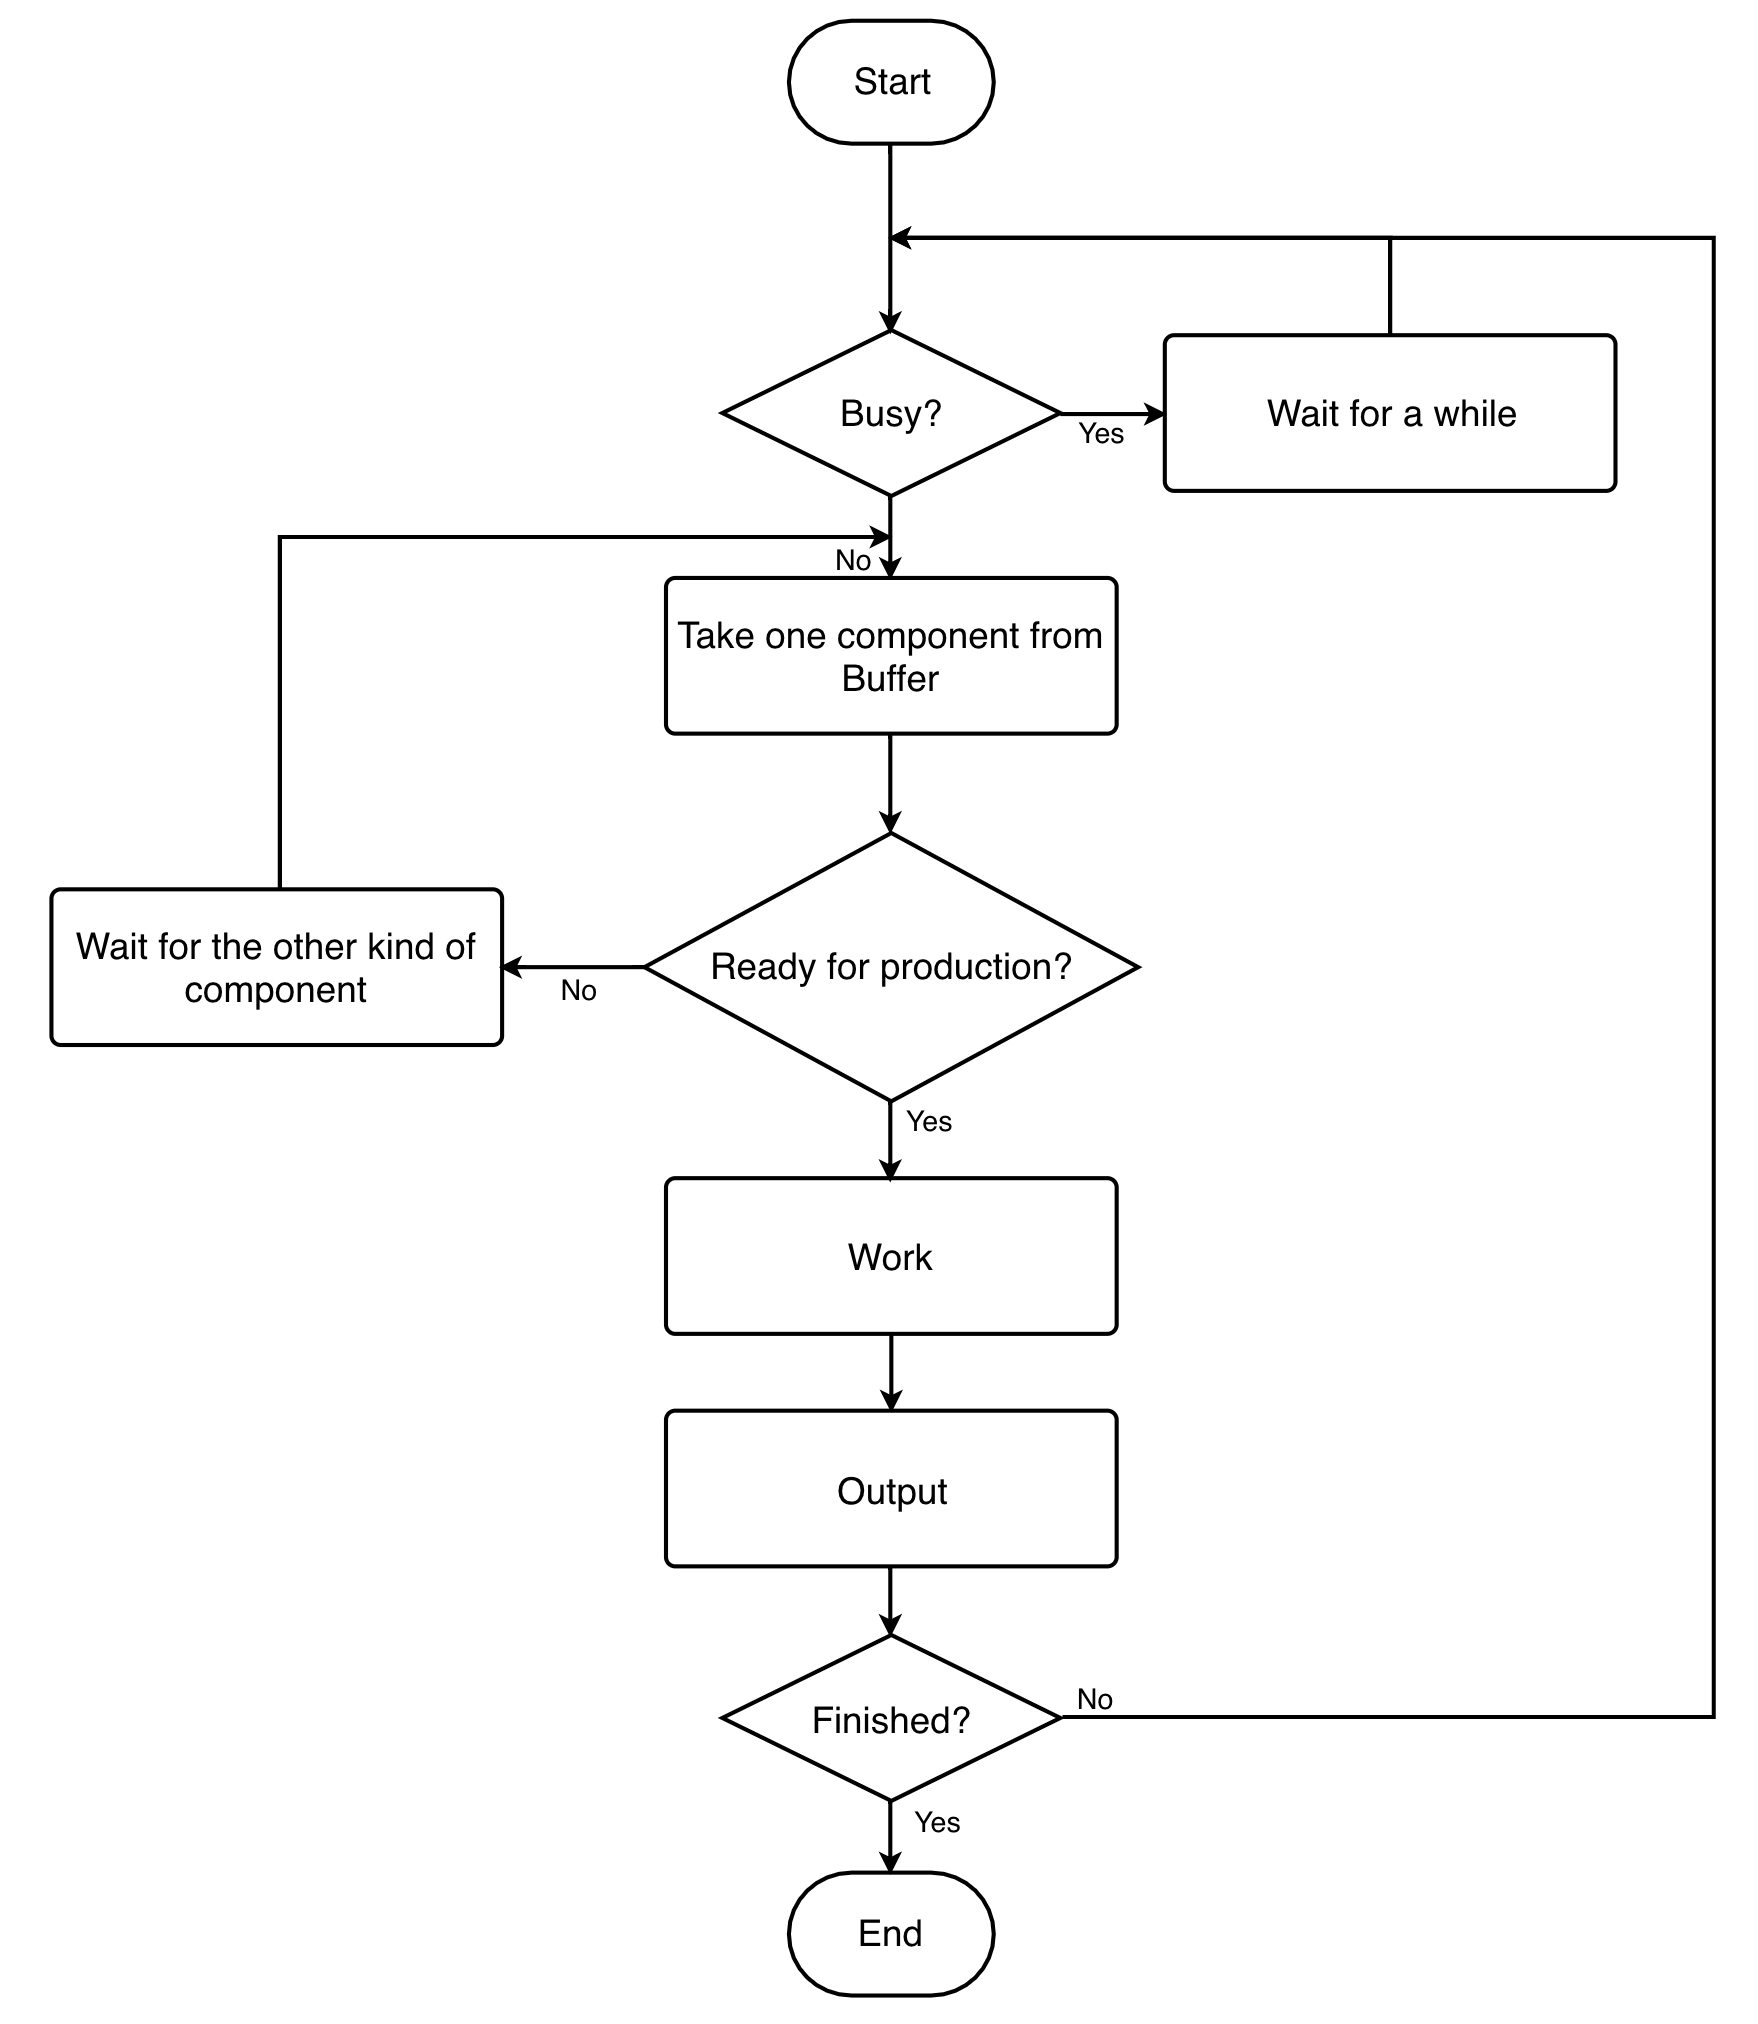 Start
Busy?
Yes
Wait for a while
No
Take one component from
Buffer
Ready for production?
No
Wait for the other kind of
component
Yes
Work
Output
Finished?
No
Yes
End